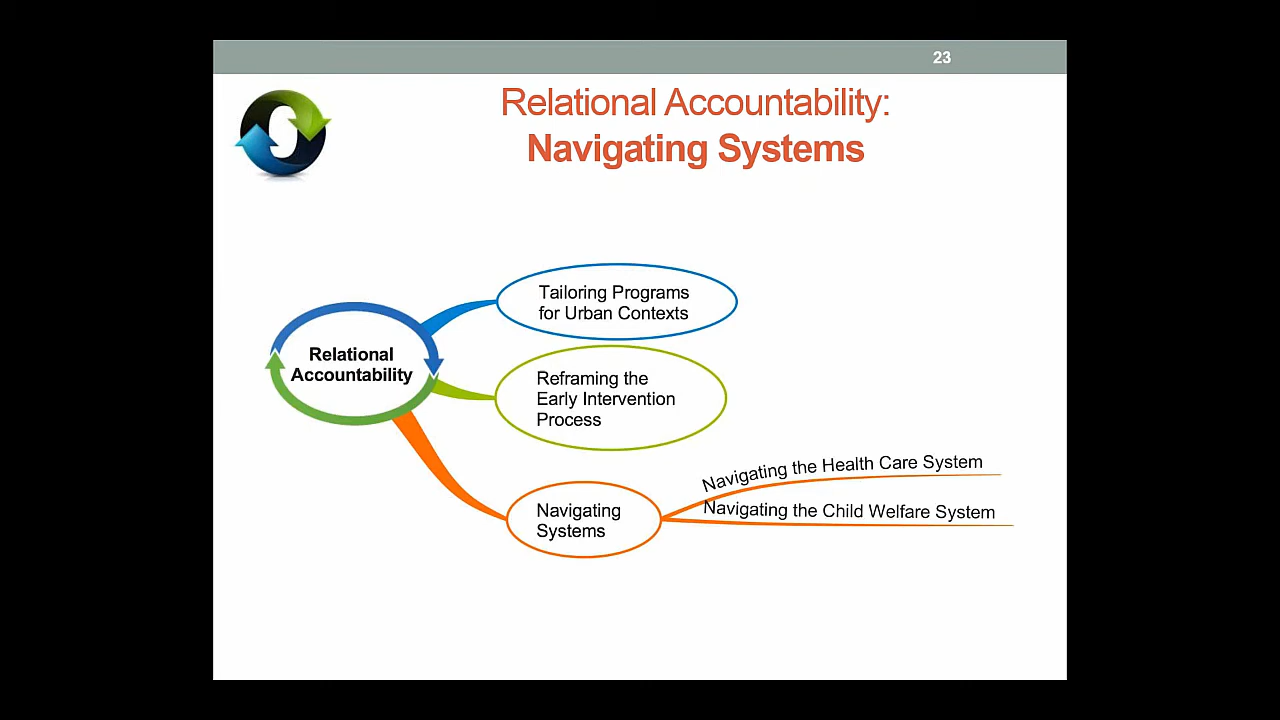 23
Relational Accountability:
Navigating Systems
Relational
Accountability
Tailoring Programs
for Urban Contexts
Reframing the
Early Intervention
Process
Navigating
Systems
Navigating the Health Care System
Navigating the Child Welfare System